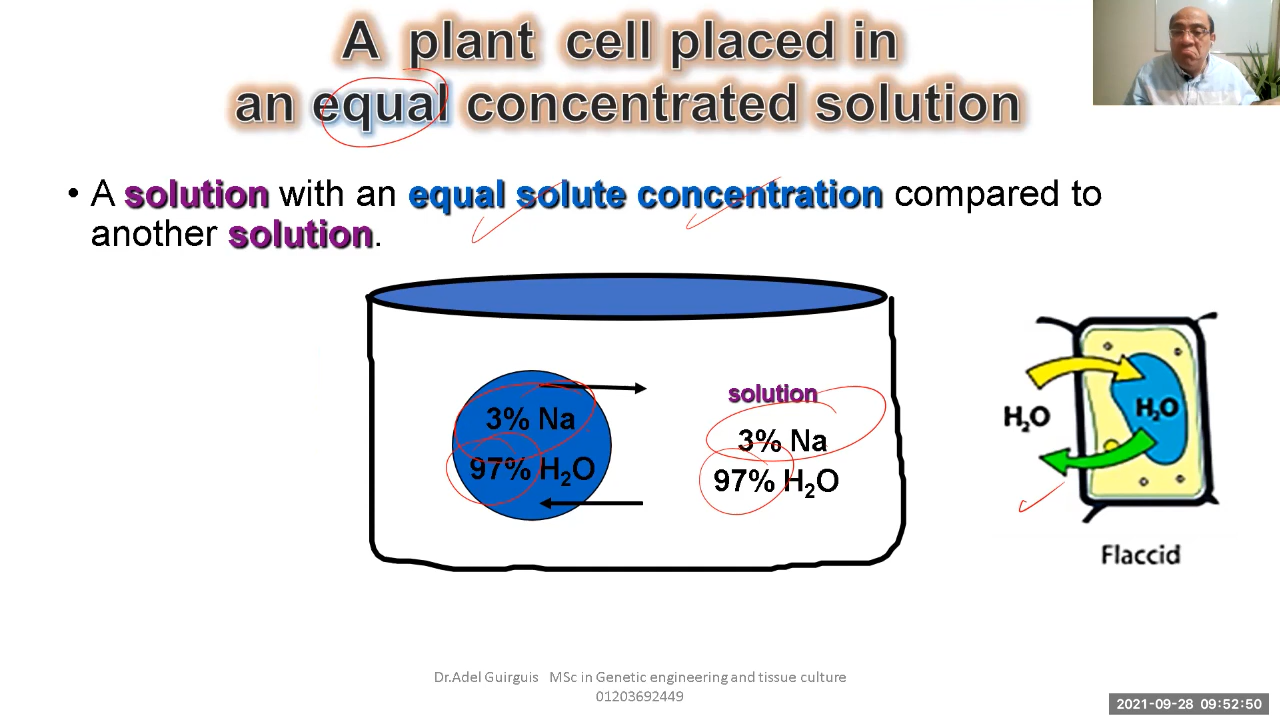 A plant cell placed in
an equal concentrated solution
• A solution with an equal solute concentration compared to
another solution.
3% Na
97% H₂O
solution
3% Na
97% H₂O
H₂O
H₂O
Flaccid
Dr.Adel Guirguis MSc in Genetic engineering and tissue culture
01203692449
2021-09-28 09:52:50